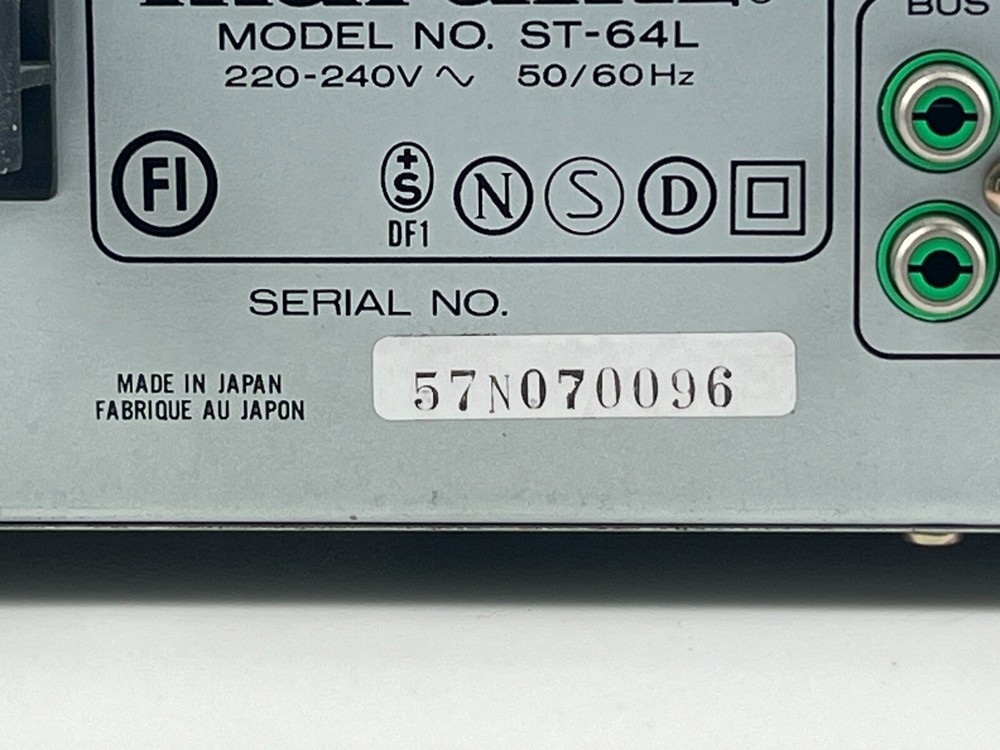 BUS
marantz®
MODEL NO. ST-64L
220-240V ∿ 50/60Hz
FI
+S N S D
DF1
SERIAL NO.
57N070096
MADE IN JAPAN
FABRIQUE AU JAPON